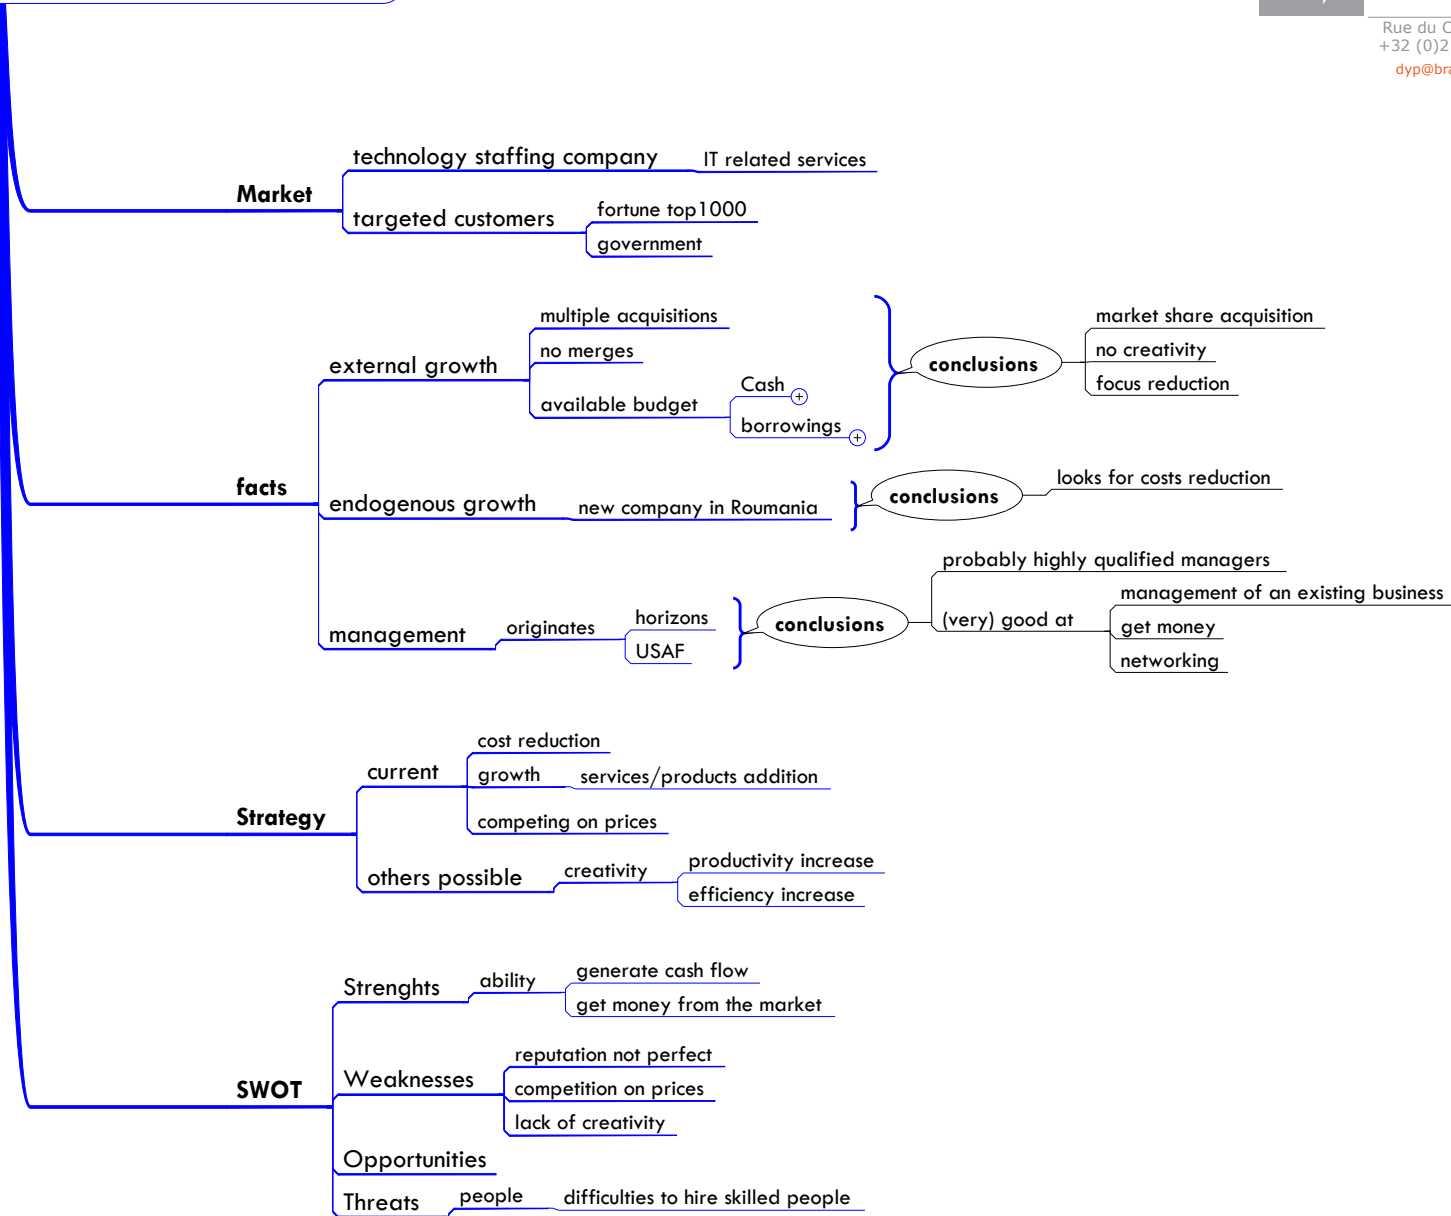 Rue du C
+32 (0)2
dyp@bra
Market
technology staffing company
IT related services
targeted customers
fortune top1000
government
facts
external growth
multiple acquisitions
no merges
available budget
Cash
borrowings
conclusions
market share acquisition
no creativity
focus reduction
endogenous growth
new company in Roumania
conclusions
looks for costs reduction
management
originates
horizons
USAF
conclusions
probably highly qualified managers
(very) good at
management of an existing business
get money
networking
Strategy
current
cost reduction
growth
services/products addition
competing on prices
others possible
creativity
productivity increase
efficiency increase
SWOT
Strenghts
ability
generate cash flow
get money from the market
Weaknesses
reputation not perfect
competition on prices
lack of creativity
Opportunities
Threats
people
difficulties to hire skilled people